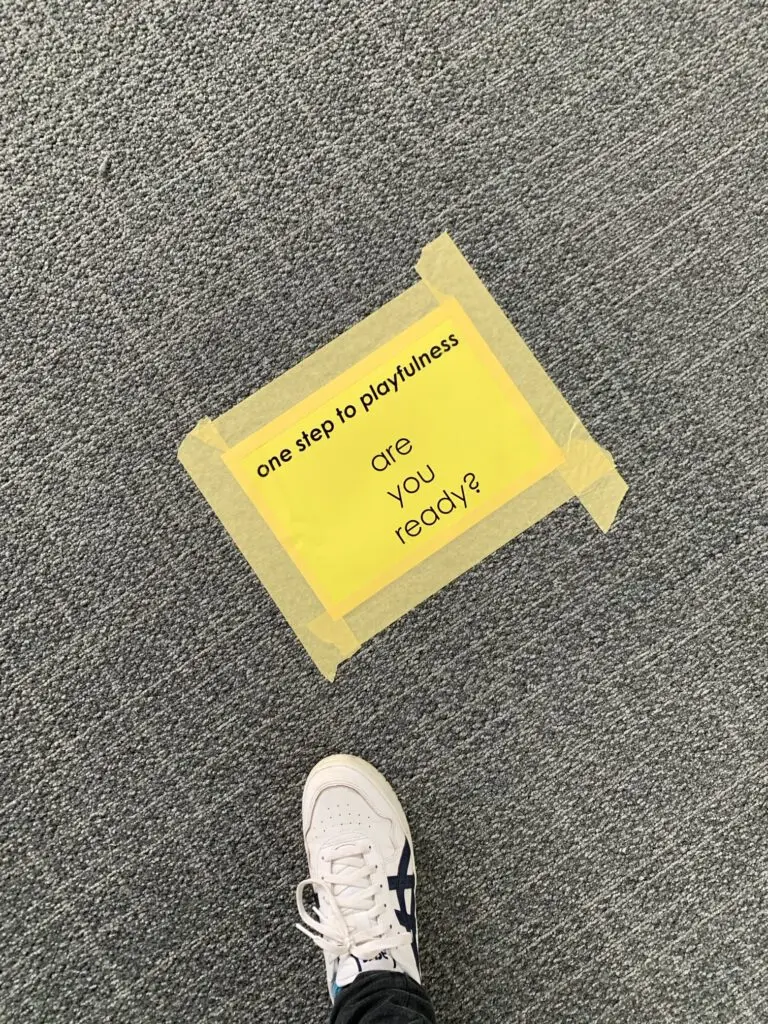 one step to playfulness
are
you
ready?